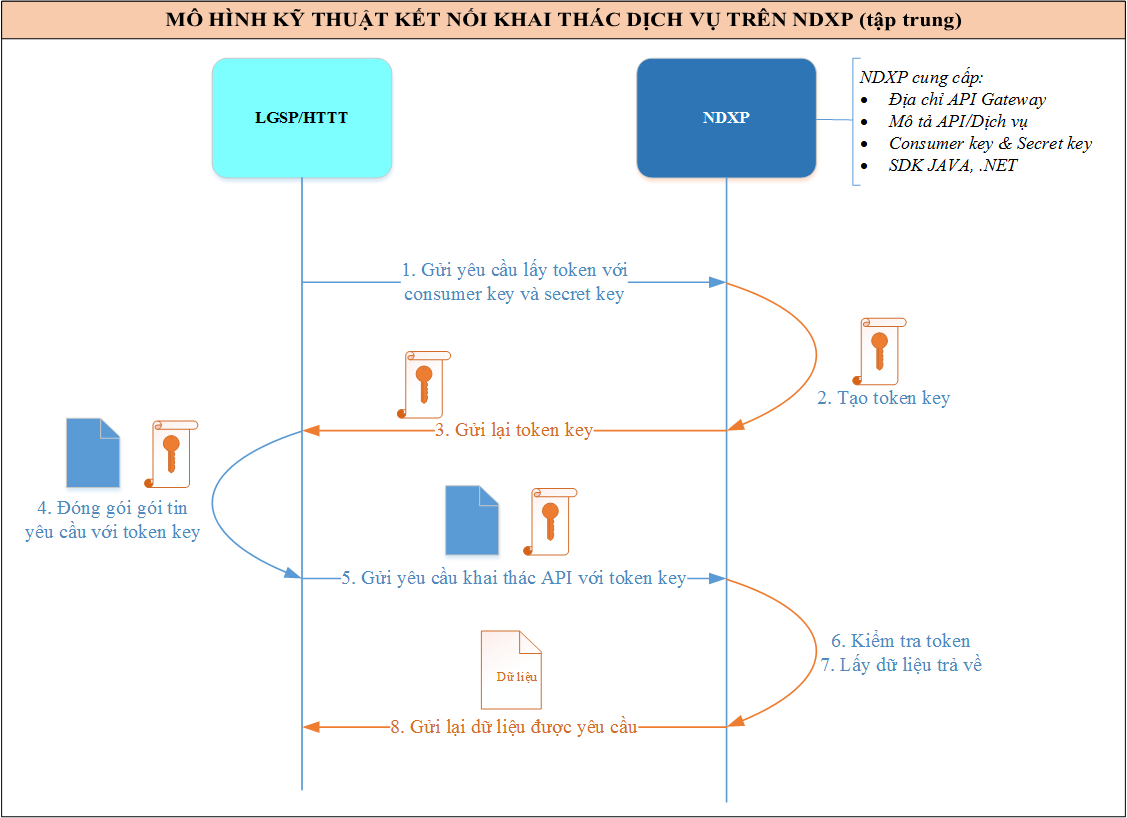 MÔ HÌNH KỸ THUẬT KẾT NỐI KHAI THÁC DỊCH VỤ TRÊN NDXP (tập trung)
LGSP/HTTT
NDXP
NDXP cung cấp:
• Địa chỉ API Gateway
• Mô tả API/Dịch vụ
• Consumer key & Secret key
• SDK JAVA, .NET
1. Gửi yêu cầu lấy token với
consumer key và secret key
2. Tạo token key
3. Gửi lại token key
4. Đóng gói gói tin
yêu cầu với token key
5. Gửi yêu cầu khai thác API với token key
6. Kiểm tra token
7. Lấy dữ liệu trả về
Dữ liệu
8. Gửi lại dữ liệu được yêu cầu